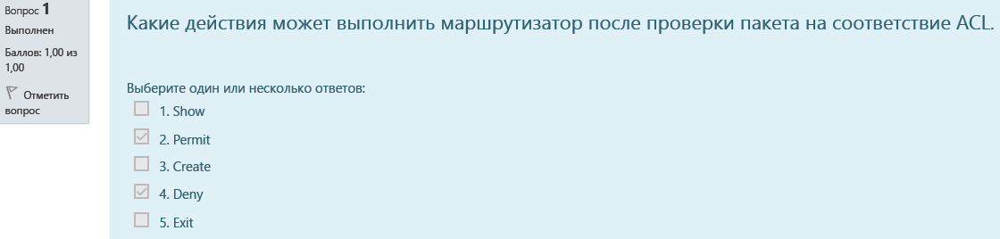 Вопрос 1
Выполнен
Баллов: 1,00 из
1,00
Отметить
вопрос
Какие действия может выполнить маршрутизатор после проверки пакета на соответствие ACL.
Выберите один или несколько ответов:
1. Show
2. Permit
3. Create
4. Deny
5. Exit